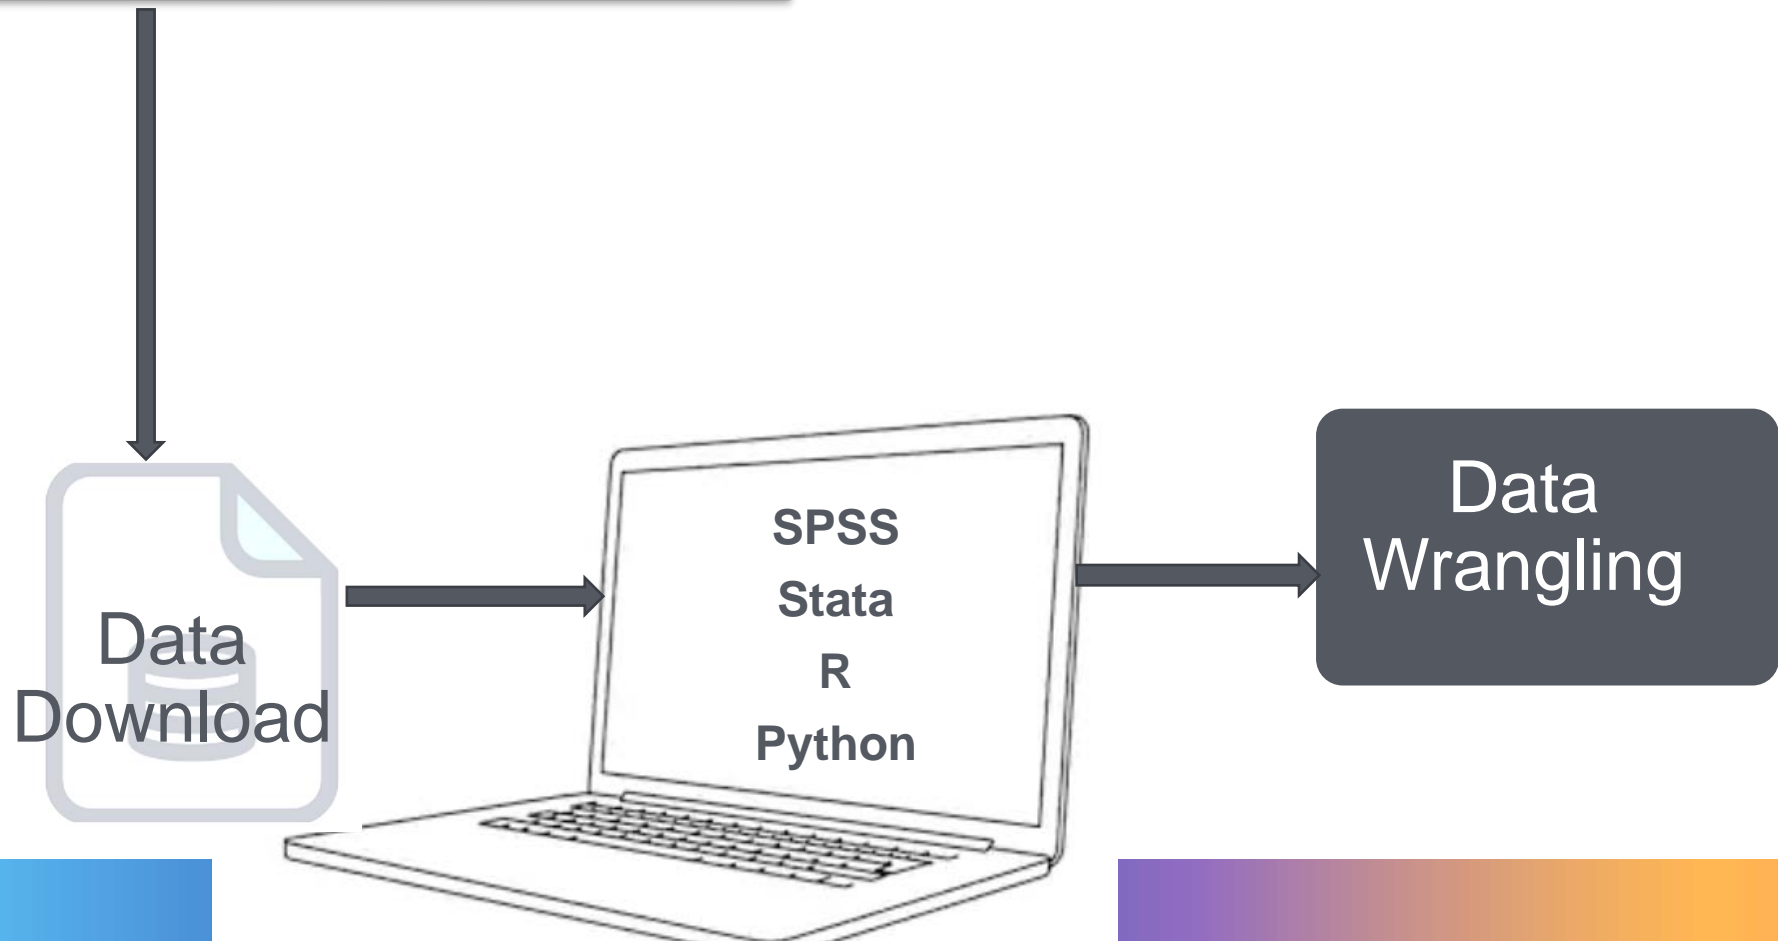 Data
Download
SPSS
Stata
R
Python
Data
Wrangling